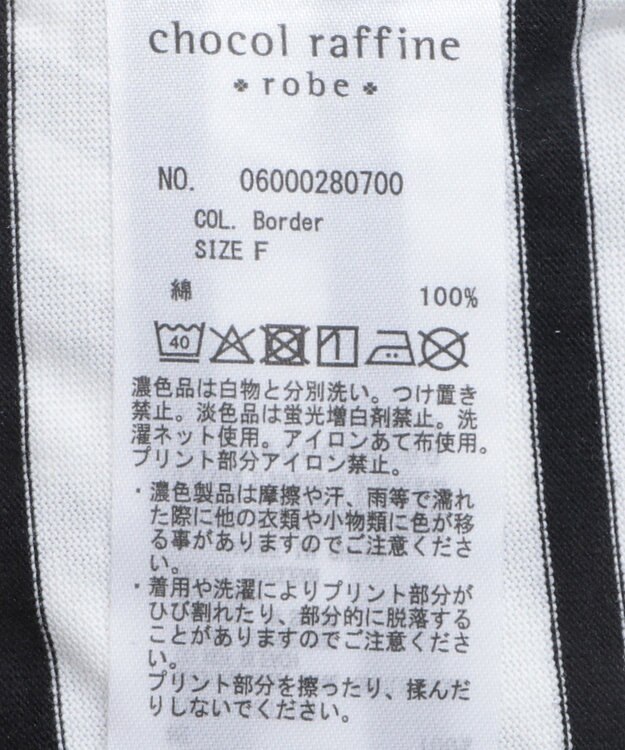 chocol raffine
robe
NO. 06000280700
COL. Border
SIZE F
綿 100%
40
濃色品は白物と分別洗い。つけ置き
禁止。淡色品は蛍光増白剤禁止。洗
濯ネット使用。アイロンあて布使用。
プリント部分アイロン禁止。
・濃色製品は摩擦や汗、雨等で濡れ
た際に他の衣類や小物類に色が移
る事がありますのでご注意くださ
い。
・着用や洗濯によりプリント部分が
ひび割れたり、部分的に脱落する
ことがありますのでご注意くださ
い。
プリント部分を擦ったり、揉んだ
りしないでください。